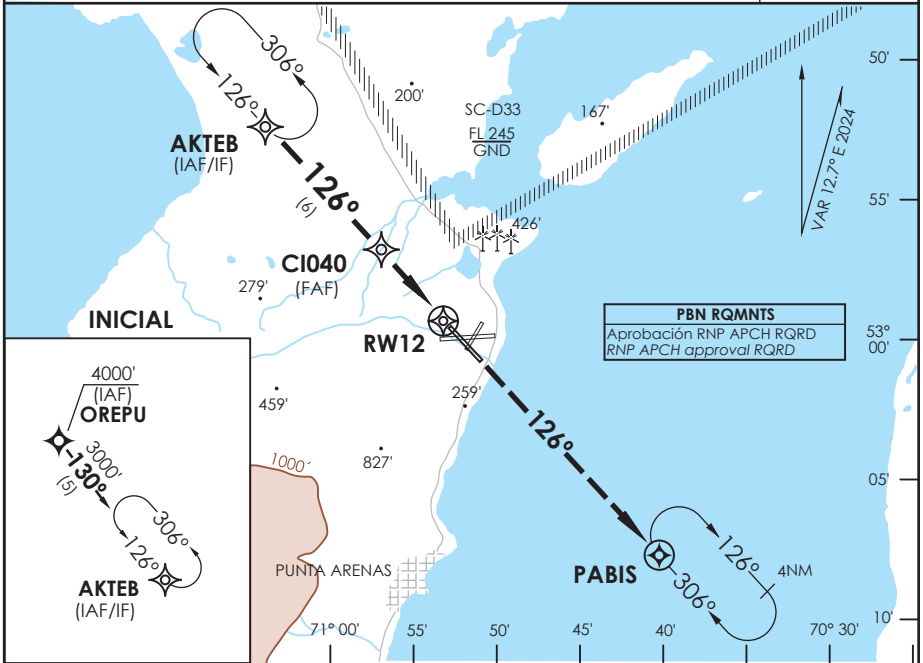 306°
126°
AKTEB
(IAF/IF)
126°
(6)
CI040
(FAF)
RW12
200'
SC-D33
FL 245
GND
167'
426'
VAR 12.7° E 2024
50'
55'
53°
00'
05'
10'
279'
INICIAL
PBN RQMNTS
Aprobación RNP APCH RQRD
RNP APCH approval RQRD
4000'
(IAF)
OREPU
3000'
130°
(5)
306°
126°
AKTEB
(IAF/IF)
459'
259'
827'
1000'
126°
PUNTA ARENAS
PABIS
126°
306°
4NM
71° 00'
55'
50'
45'
40'
70° 30'